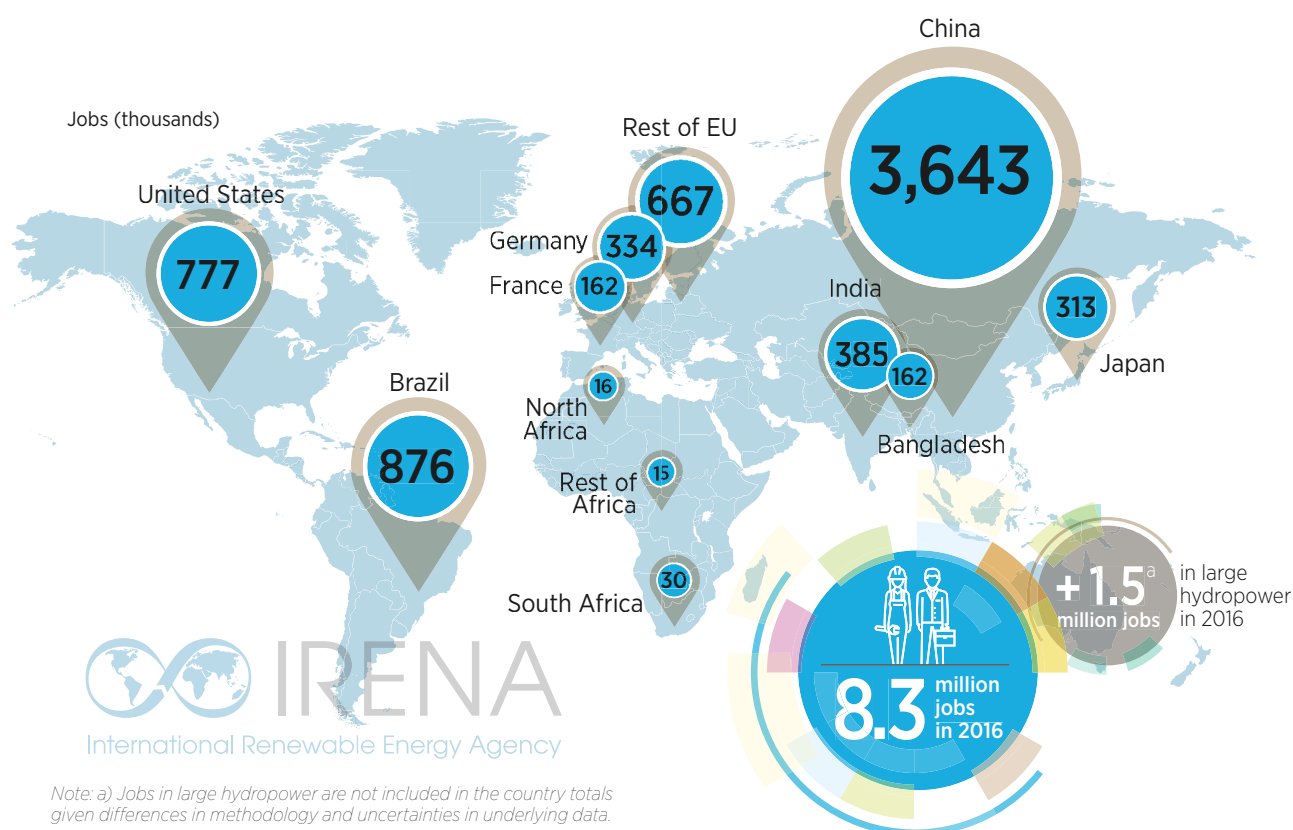 China
3,643
Jobs (thousands)
Rest of EU
667
United States
777
Germany
334
France
162
India
385
162
Bangladesh
313
Japan
Brazil
876
16
North
Africa
15
Rest of
Africa
30
South Africa
+1.5a
million jobs
in large
hydropower
in 2016
8.3
million
jobs
in 2016
IRENA
International Renewable Energy Agency
Note: a) Jobs in large hydropower are not included in the country totals
given differences in methodology and uncertainties in underlying data.